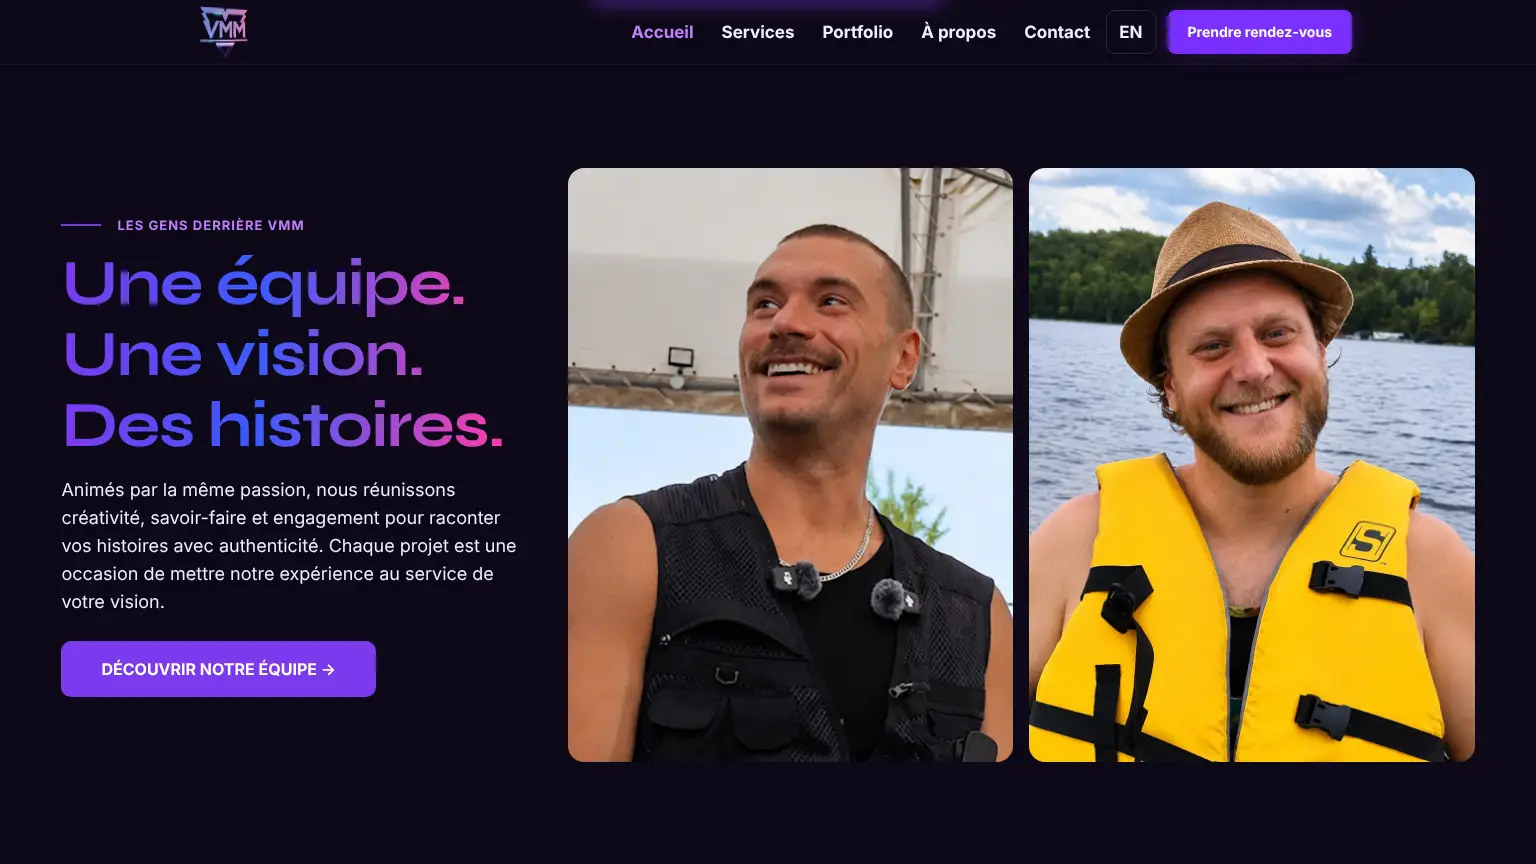 VMM
Accueil Services Portfolio À propos Contact EN Prendre rendez-vous
LES GENS DERRIÈRE VMM
Une équipe.
Une vision.
Des histoires.
Animés par la même passion, nous réunissons
créativité, savoir-faire et engagement pour raconter
vos histoires avec authenticité. Chaque projet est une
occasion de mettre notre expérience au service de
votre vision.
DÉCOUVRIR NOTRE ÉQUIPE →
S